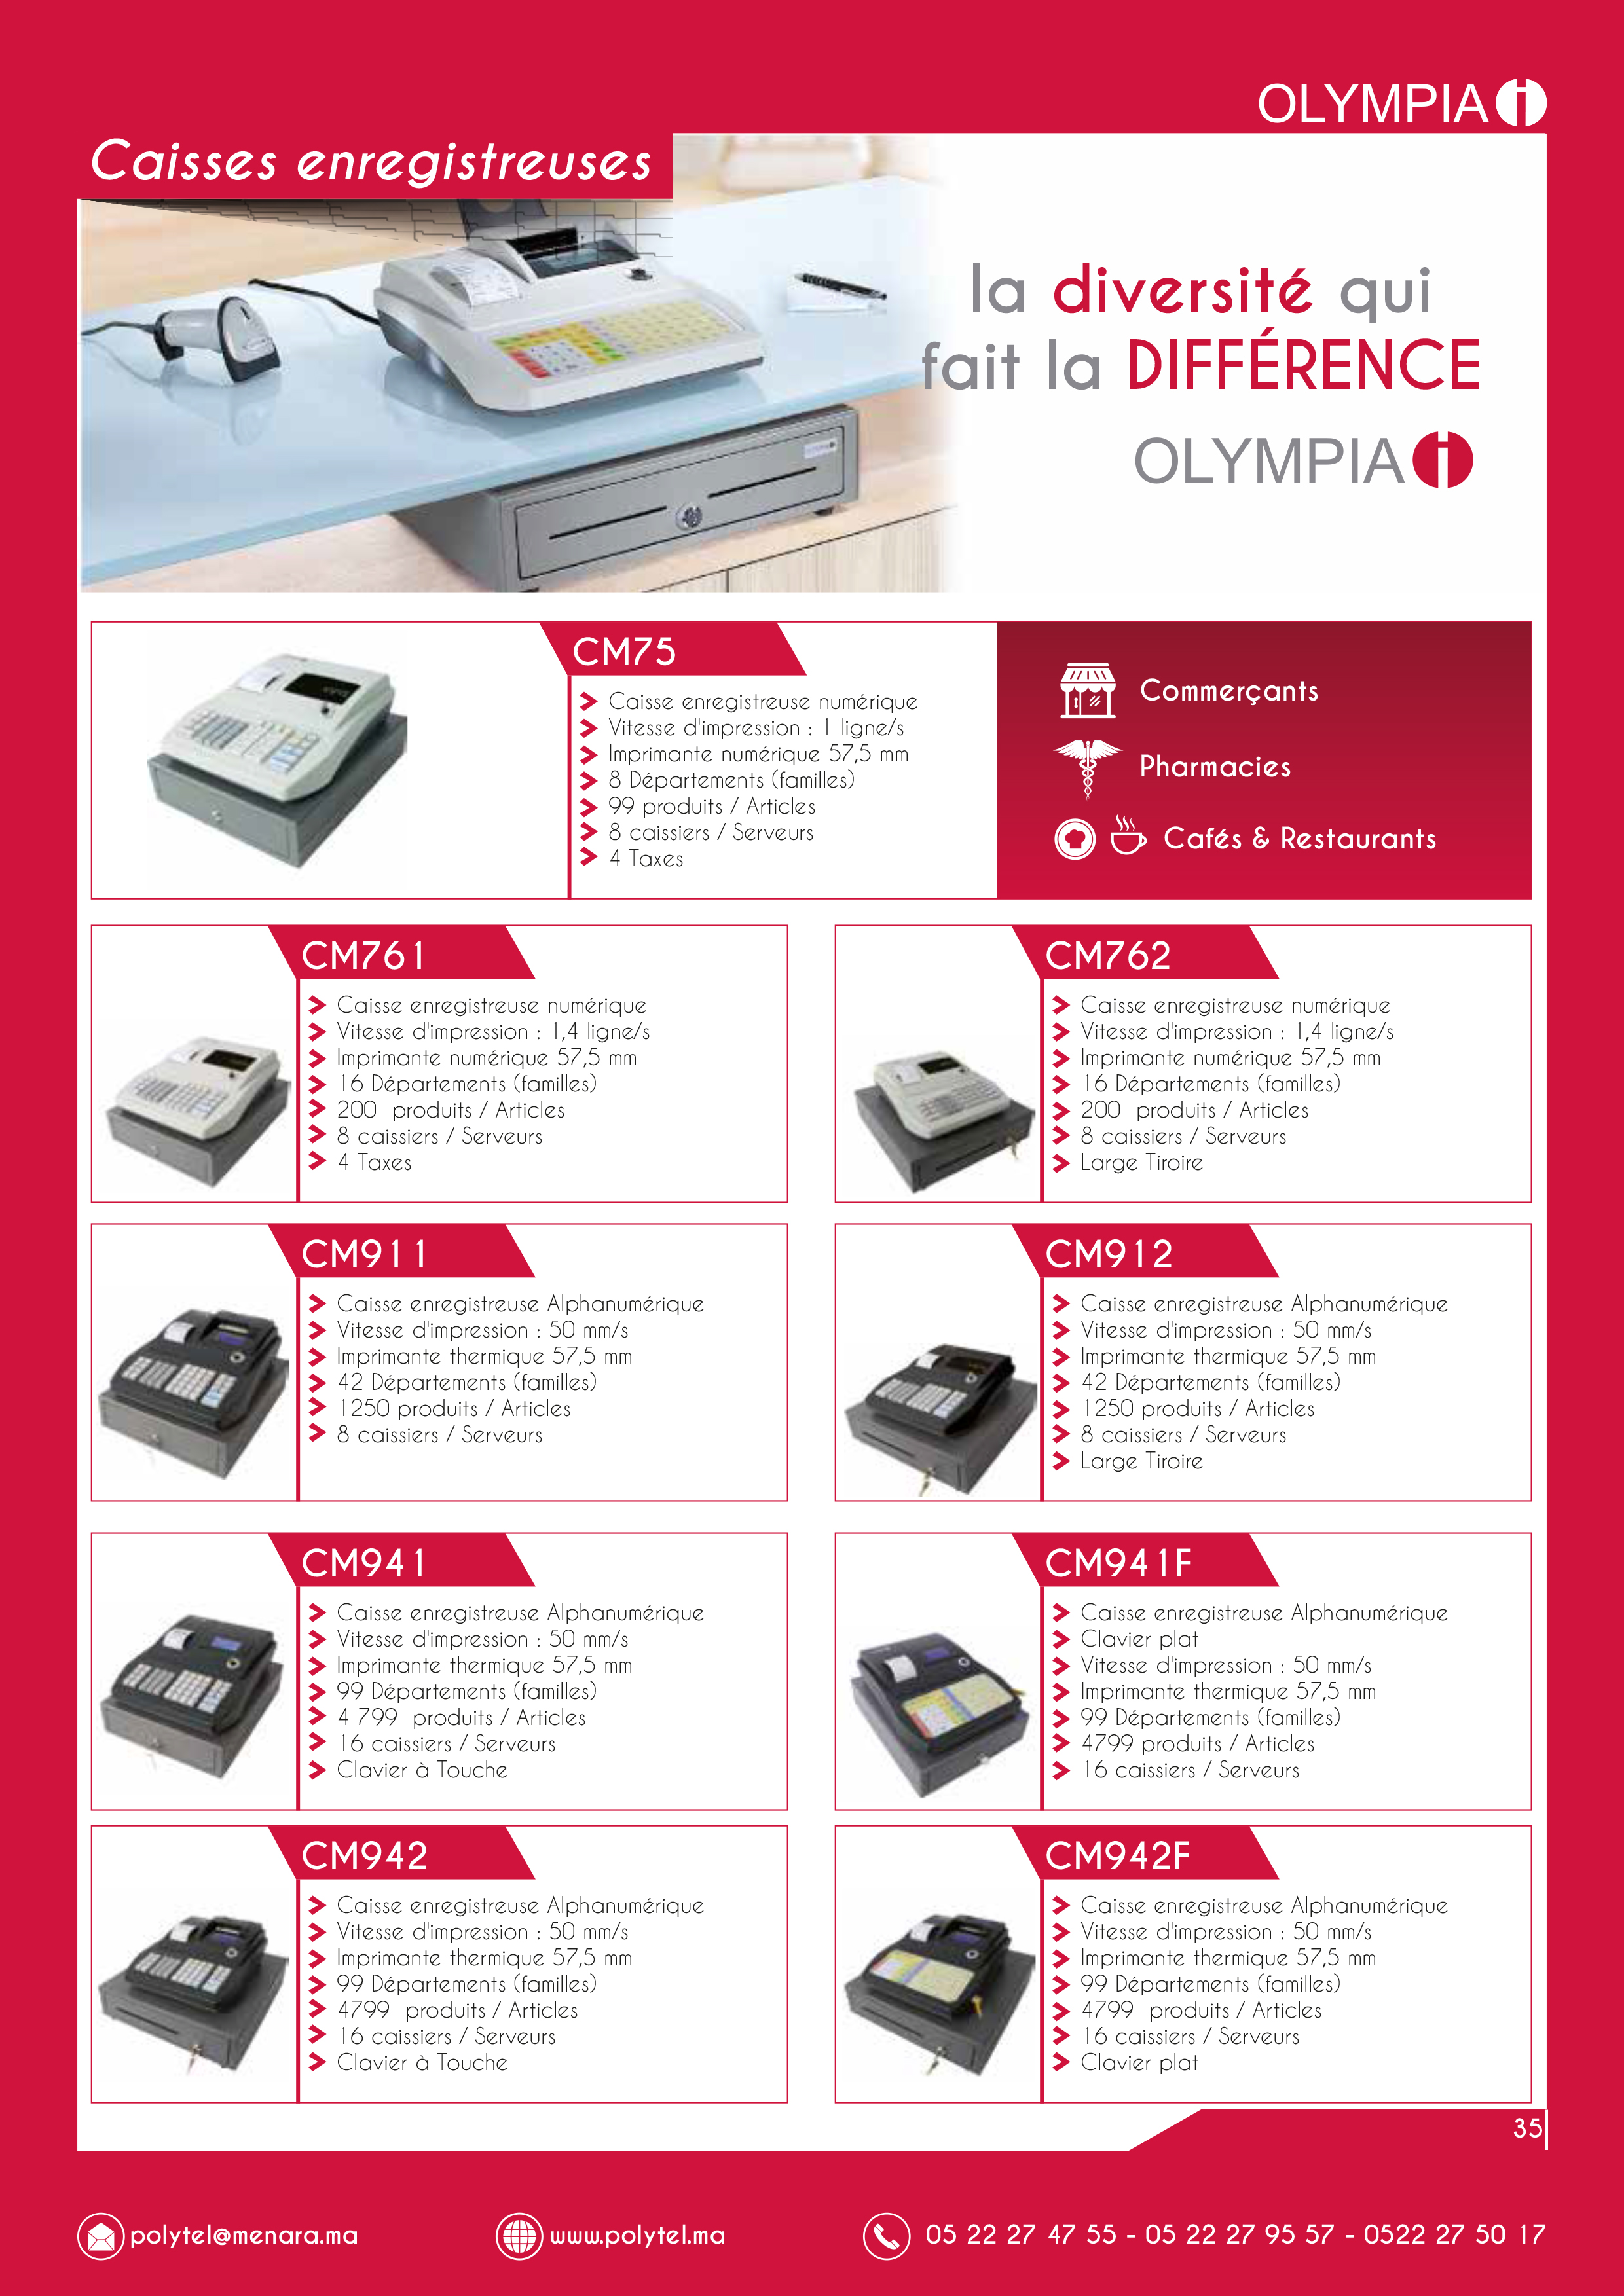 OLYMPIA
Caisses enregistreuses
la diversité qui
fait la DIFFÉRENCE
OLYMPIA
CM75
Caisse enregistreuse numérique
Vitesse d'impression : 1 ligne/s
Imprimante numérique 57,5 mm
8 Départements (familles)
99 produits / Articles
8 caissiers / Serveurs
4 Taxes
Commerçants
Pharmacies
Cafés & Restaurants
CM761
Caisse enregistreuse numérique
Vitesse d'impression : 1,4 ligne/s
Imprimante numérique 57,5 mm
16 Départements (familles)
200 produits / Articles
8 caissiers / Serveurs
4 Taxes
CM762
Caisse enregistreuse numérique
Vitesse d'impression : 1,4 ligne/s
Imprimante numérique 57,5 mm
16 Départements (familles)
200 produits / Articles
8 caissiers / Serveurs
Large Tiroire
CM911
Caisse enregistreuse Alphanumérique
Vitesse d'impression : 50 mm/s
Imprimante thermique 57,5 mm
42 Départements (familles)
1250 produits / Articles
8 caissiers / Serveurs
CM912
Caisse enregistreuse Alphanumérique
Vitesse d'impression : 50 mm/s
Imprimante thermique 57,5 mm
42 Départements (familles)
1250 produits / Articles
8 caissiers / Serveurs
Large Tiroire
CM941
Caisse enregistreuse Alphanumérique
Vitesse d'impression : 50 mm/s
Imprimante thermique 57,5 mm
99 Départements (familles)
4 799 produits / Articles
16 caissiers / Serveurs
Clavier à Touche
CM941F
Caisse enregistreuse Alphanumérique
Clavier plat
Vitesse d'impression : 50 mm/s
Imprimante thermique 57,5 mm
99 Départements (familles)
4799 produits / Articles
16 caissiers / Serveurs
CM942
Caisse enregistreuse Alphanumérique
Vitesse d'impression : 50 mm/s
Imprimante thermique 57,5 mm
99 Départements (familles)
4799 produits / Articles
16 caissiers / Serveurs
Clavier à Touche
CM942F
Caisse enregistreuse Alphanumérique
Vitesse d'impression : 50 mm/s
Imprimante thermique 57,5 mm
99 Départements (familles)
4799 produits / Articles
16 caissiers / Serveurs
Clavier plat
35
polytel@menara.ma
www.polytel.ma
05 22 27 47 55 - 05 22 27 95 57 - 0522 27 50 17